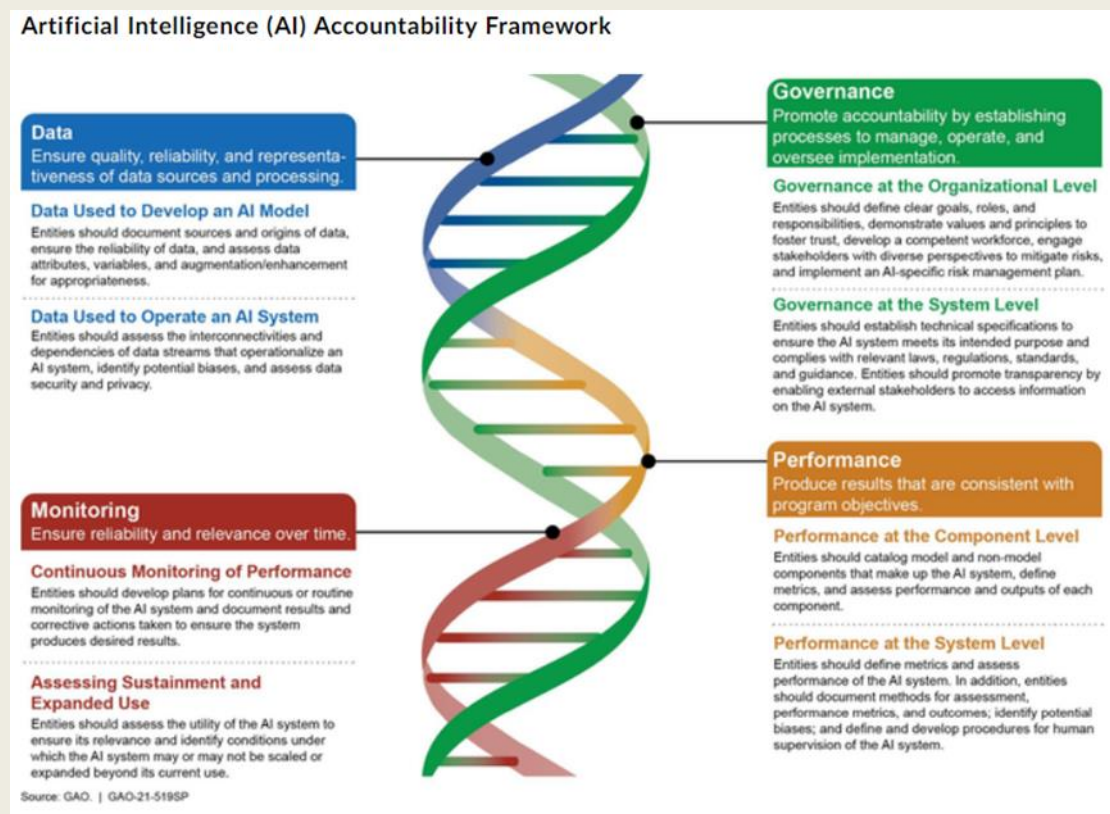 Artificial Intelligence (AI) Accountability Framework
Data
Ensure quality, reliability, and representa-
tiveness of data sources and processing.
Data Used to Develop an AI Model
Entities should document sources and origins of data,
ensure the reliability of data, and assess data
attributes, variables, and augmentation/enhancement
for appropriateness.
Data Used to Operate an AI System
Entities should assess the interconnectivities and
dependencies of data streams that operationalize an
AI system, identify potential biases, and assess data
security and privacy.
Monitoring
Ensure reliability and relevance over time.
Continuous Monitoring of Performance
Entities should develop plans for continuous or routine
monitoring of the AI system and document results and
corrective actions taken to ensure the system
produces desired results.
Assessing Sustainment and
Expanded Use
Entities should assess the utility of the AI system to
ensure its relevance and identify conditions under
which the AI system may or may not be scaled or
expanded beyond its current use.
Governance
Promote accountability by establishing
processes to manage, operate, and
oversee implementation.
Governance at the Organizational Level
Entities should define clear goals, roles, and
responsibilities, demonstrate values and principles to
foster trust, develop a competent workforce, engage
stakeholders with diverse perspectives to mitigate risks,
and implement an AI-specific risk management plan.
Governance at the System Level
Entities should establish technical specifications to
ensure the AI system meets its intended purpose and
complies with relevant laws, regulations, standards,
and guidance. Entities should promote transparency by
enabling external stakeholders to access information
on the AI system.
Performance
Produce results that are consistent with
program objectives.
Performance at the Component Level
Entities should catalog model and non-model
components that make up the AI system, define
metrics, and assess performance and outputs of each
component.
Performance at the System Level
Entities should define metrics and assess
performance of the AI system. In addition, entities
should document methods for assessment,
performance metrics, and outcomes; identify potential
biases; and define and develop procedures for human
supervision of the AI system.
Source: GAO. | GAO-21-519SP